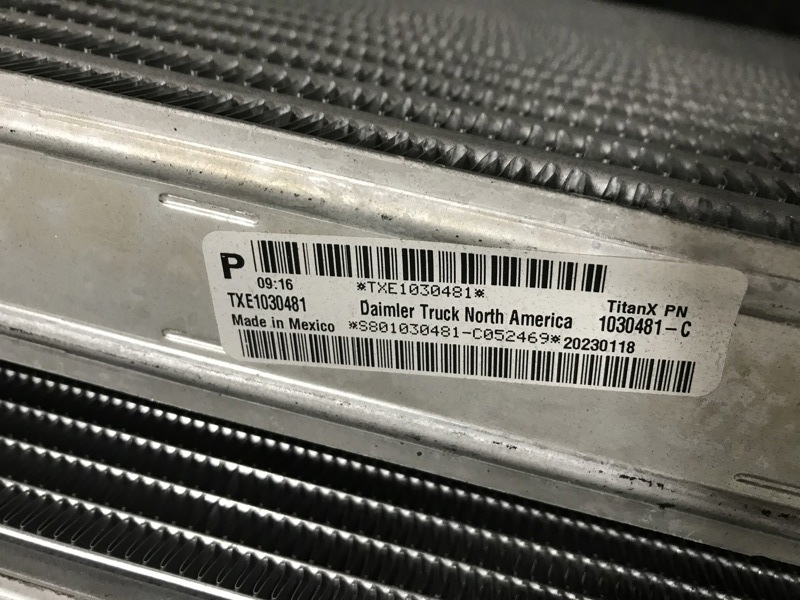 P
09:16
*TXE1030481*
TXE1030481
Daimler Truck North America
TitanX PN
1030481-C
Made in Mexico
*S801030481-C052469*
20230118